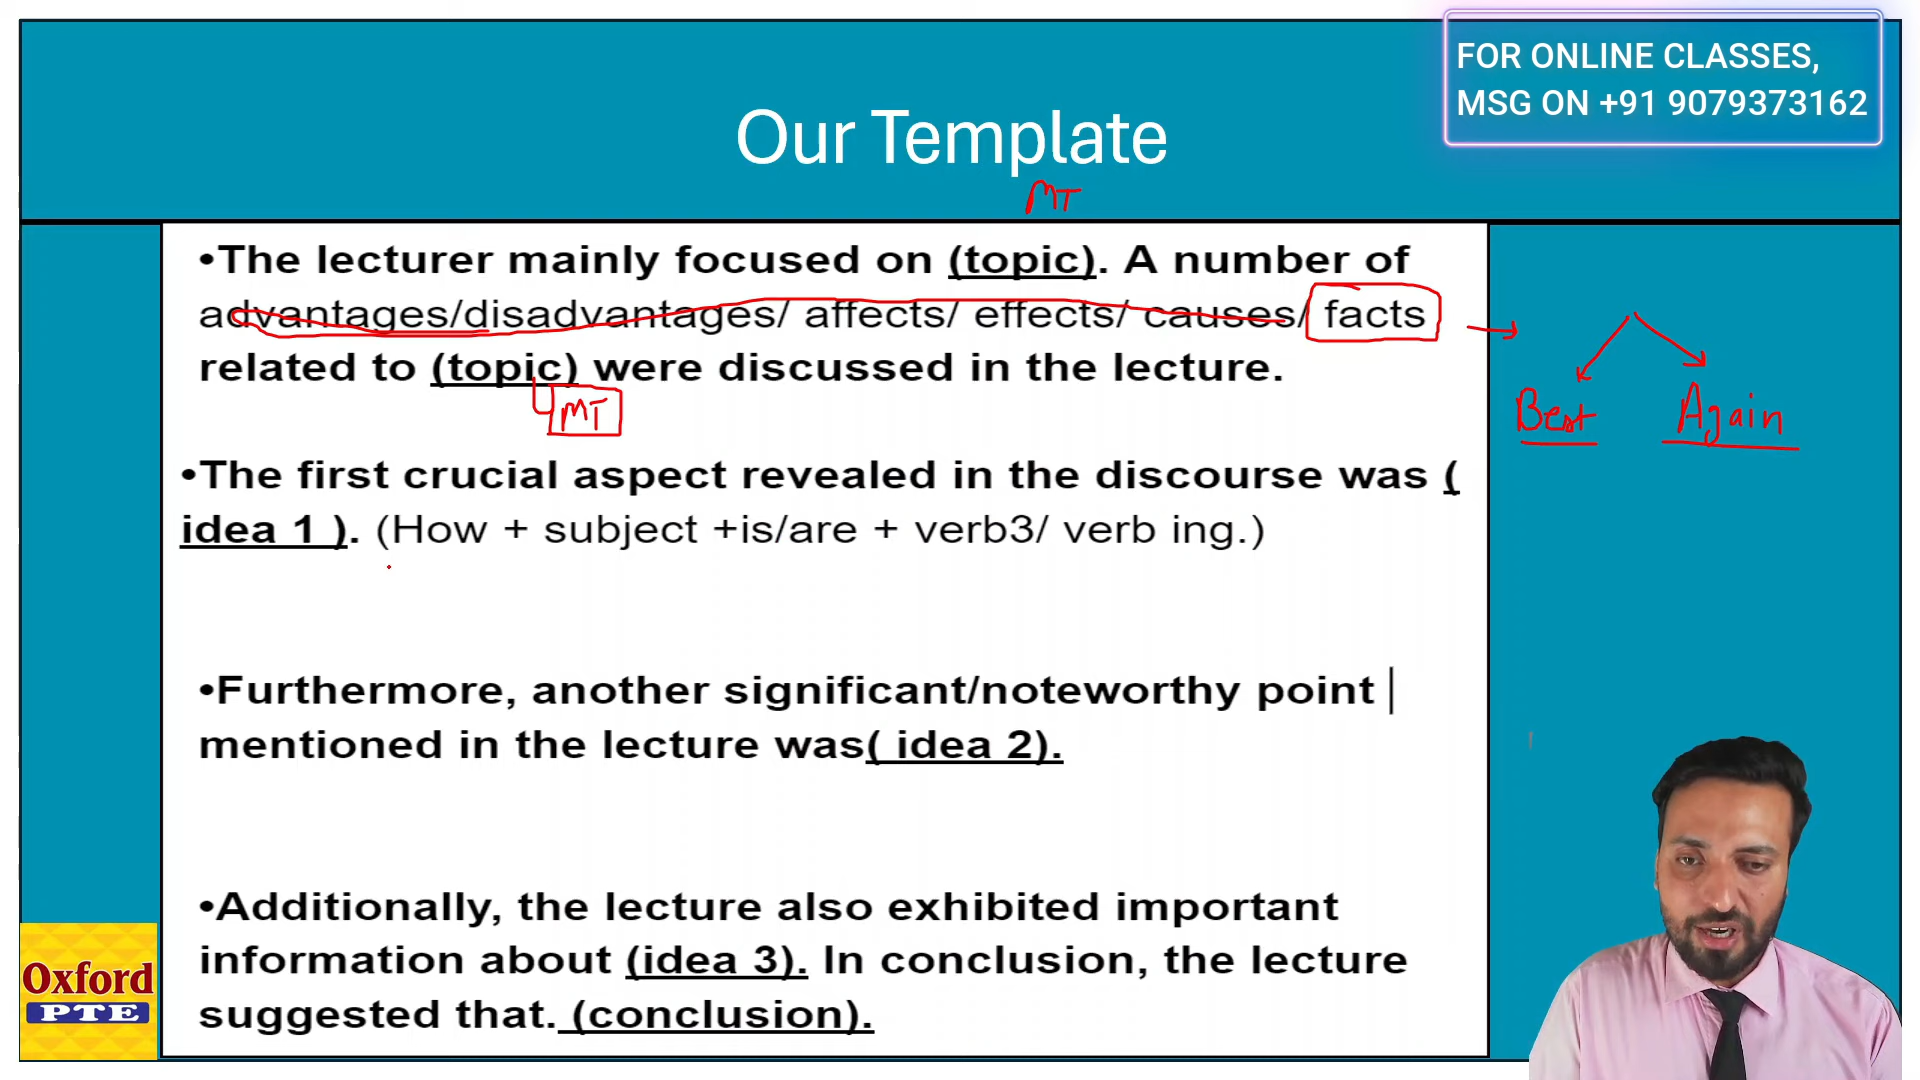 FOR ONLINE CLASSES,
MSG ON +91 9079373162
Our Template
MT
•The lecturer mainly focused on (topic). A number of
advantages/disadvantages/ affects/ effects/ causes/ facts
related to (topic) were discussed in the lecture.
MT
Best Again
•The first crucial aspect revealed in the discourse was (
idea 1 ). (How + subject +is/are + verb3/ verb ing.)
•Furthermore, another significant/noteworthy point
mentioned in the lecture was( idea 2).
•Additionally, the lecture also exhibited important
information about (idea 3). In conclusion, the lecture
suggested that. (conclusion).
Oxford
PTE